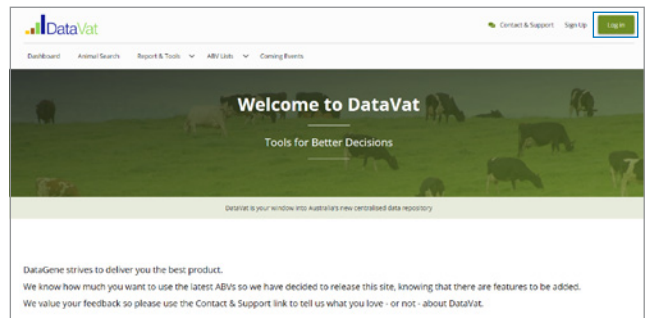 DataVat
Contact & Support Sign Up Log in
Dashboard Animal Search Report & Tools ABV Lists Coming Events
Welcome to DataVat
Tools for Better Decisions
DataVat is your window into Australia's new centralised data repository
DataGene strives to deliver you the best product.
We know how much you want to use the latest ABVs so we have decided to release this site, knowing that there are features to be added.
We value your feedback so please use the Contact & Support link to tell us what you love - or not - about DataVat.